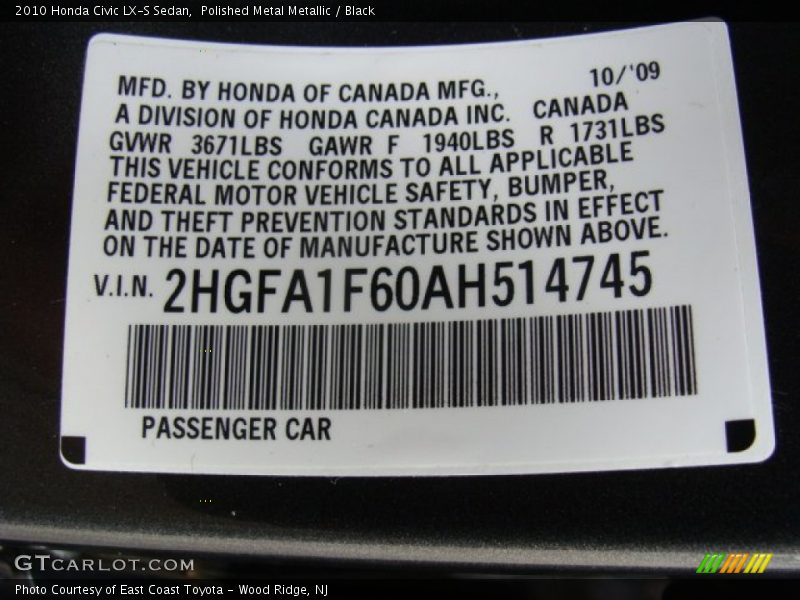 2010 Honda Civic LX-S Sedan,  Polished Metal Metallic / Black
MFD. BY HONDA OF CANADA MFG., 10/'09
A DIVISION OF HONDA CANADA INC. CANADA
GVWR 3671LBS GAWR F 1940LBS R 1731LBS
THIS VEHICLE CONFORMS TO ALL APPLICABLE
FEDERAL MOTOR VEHICLE SAFETY, BUMPER,
AND THEFT PREVENTION STANDARDS IN EFFECT
ON THE DATE OF MANUFACTURE SHOWN ABOVE.
V.I.N. 2HGFA1F60AH514745
PASSENGER CAR
GTCARLOT.COM
Photo Courtesy of East Coast Toyota - Wood Ridge, NJ